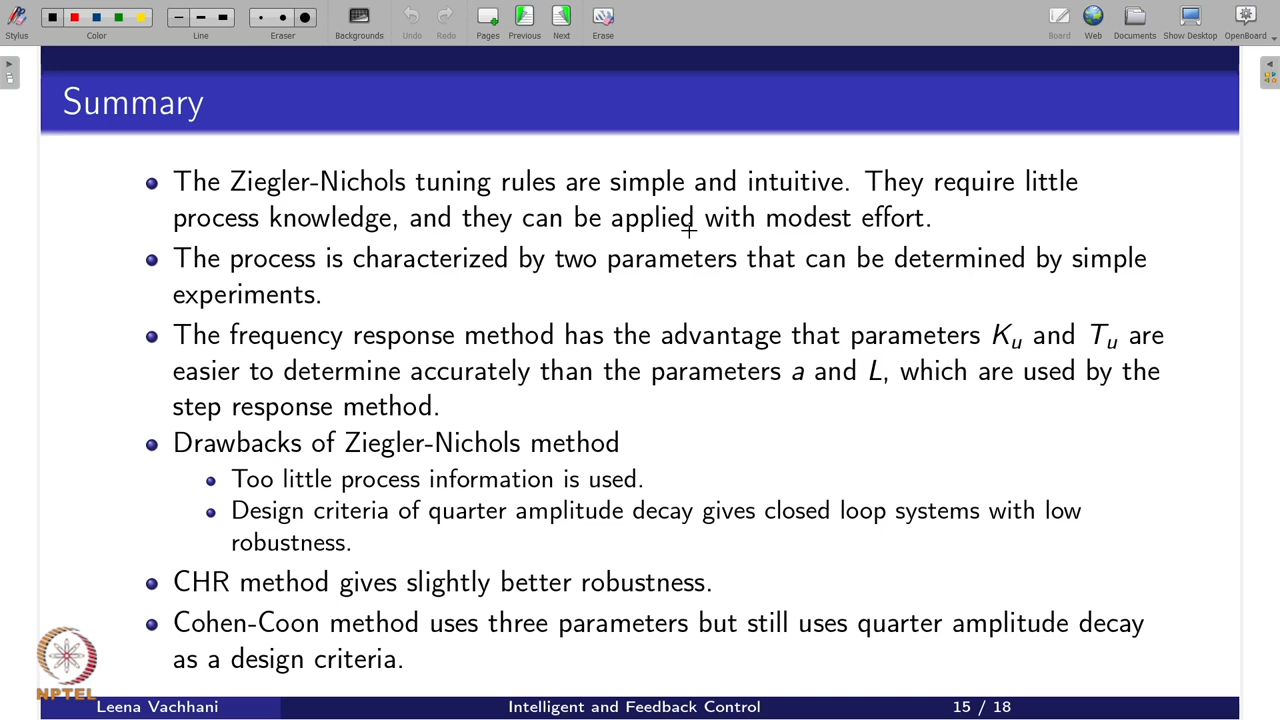 Stylus
Color
Line
Eraser
Backgrounds
Undo
Redo
Pages
Previous
Next
Erase
Board
Web
Documents
Show Desktop
OpenBoard
Summary
The Ziegler-Nichols tuning rules are simple and intuitive. They require little
process knowledge, and they can be applied with modest effort.
The process is characterized by two parameters that can be determined by simple
experiments.
The frequency response method has the advantage that parameters Ku and Tu are
easier to determine accurately than the parameters a and L, which are used by the
step response method.
Drawbacks of Ziegler-Nichols method
Too little process information is used.
Design criteria of quarter amplitude decay gives closed loop systems with low
robustness.
CHR method gives slightly better robustness.
Cohen-Coon method uses three parameters but still uses quarter amplitude decay
as a design criteria.
NPTEL
Leena Vachhani
Intelligent and Feedback Control
15 / 18